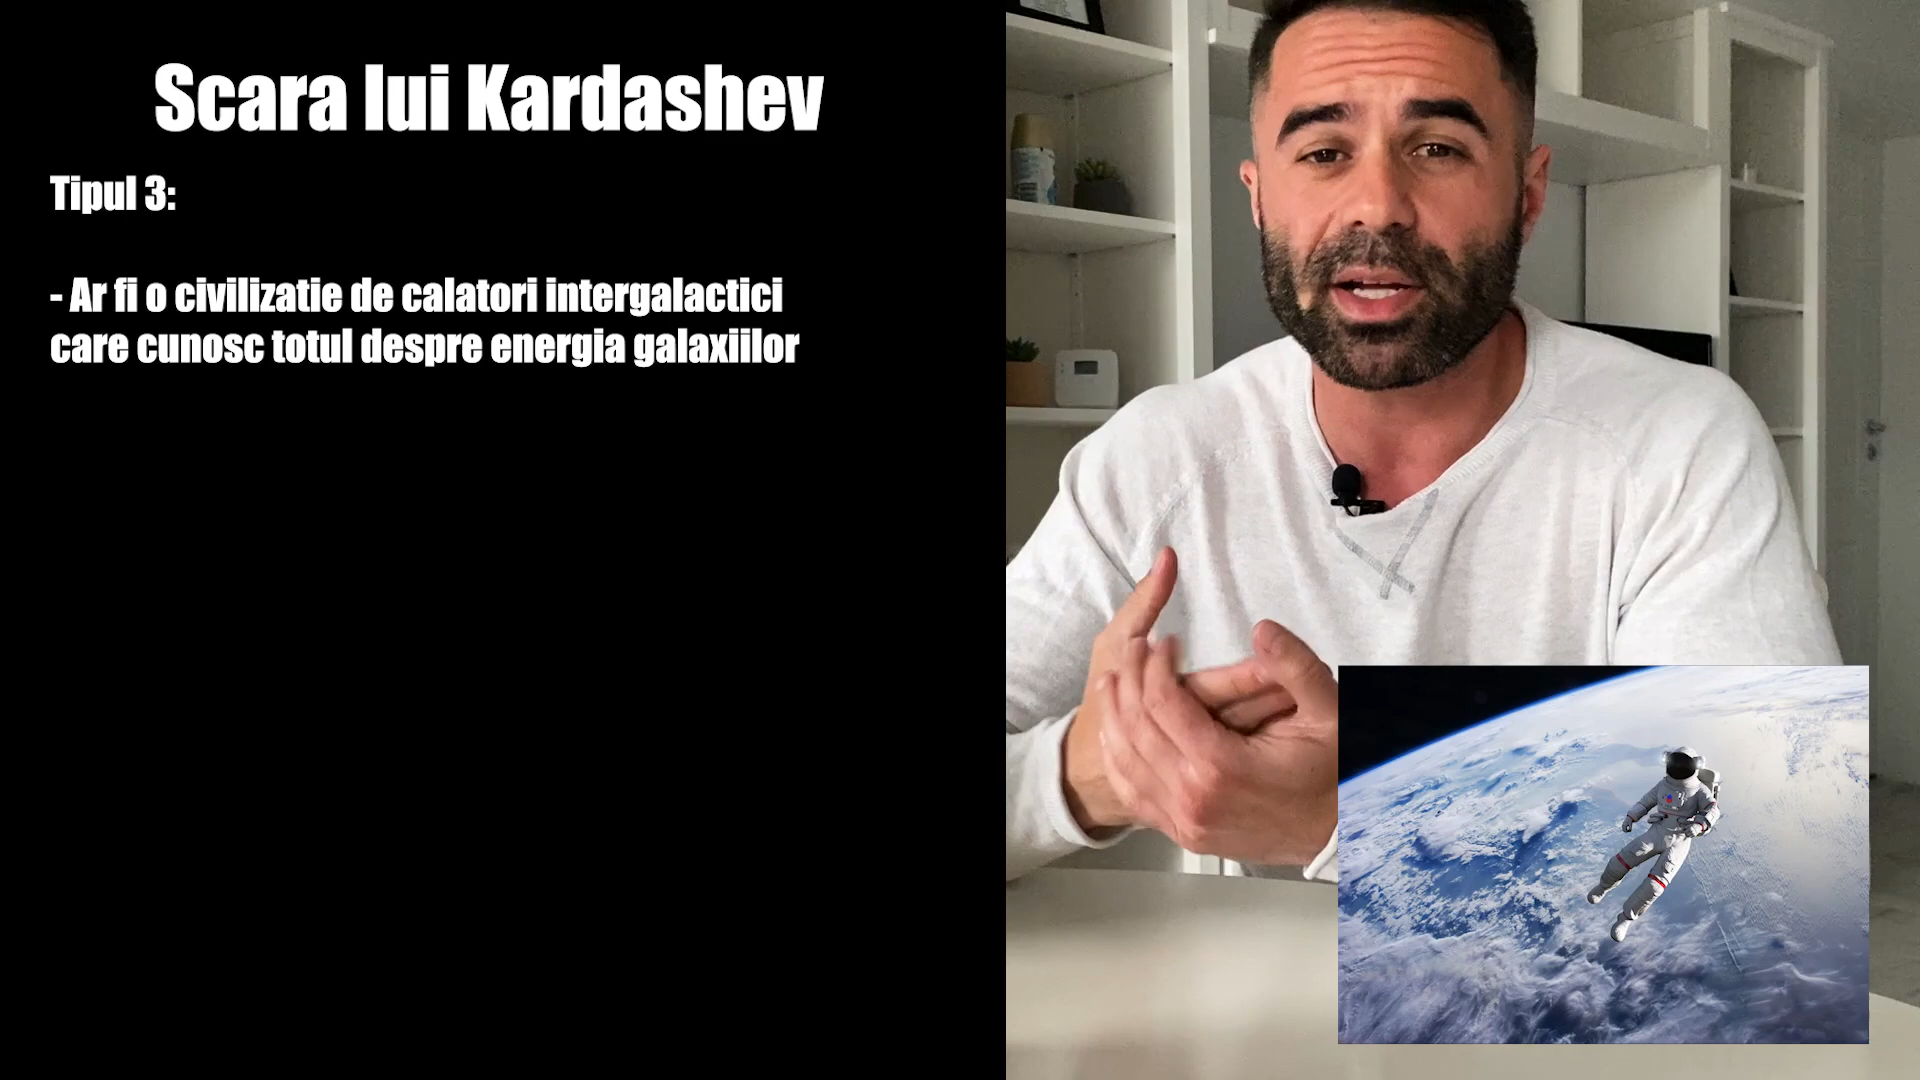 Scara lui Kardashev
Tipul 3:
- Ar fi o civilizatie de calatori intergalactici
care cunosc totul despre energia galaxiilor